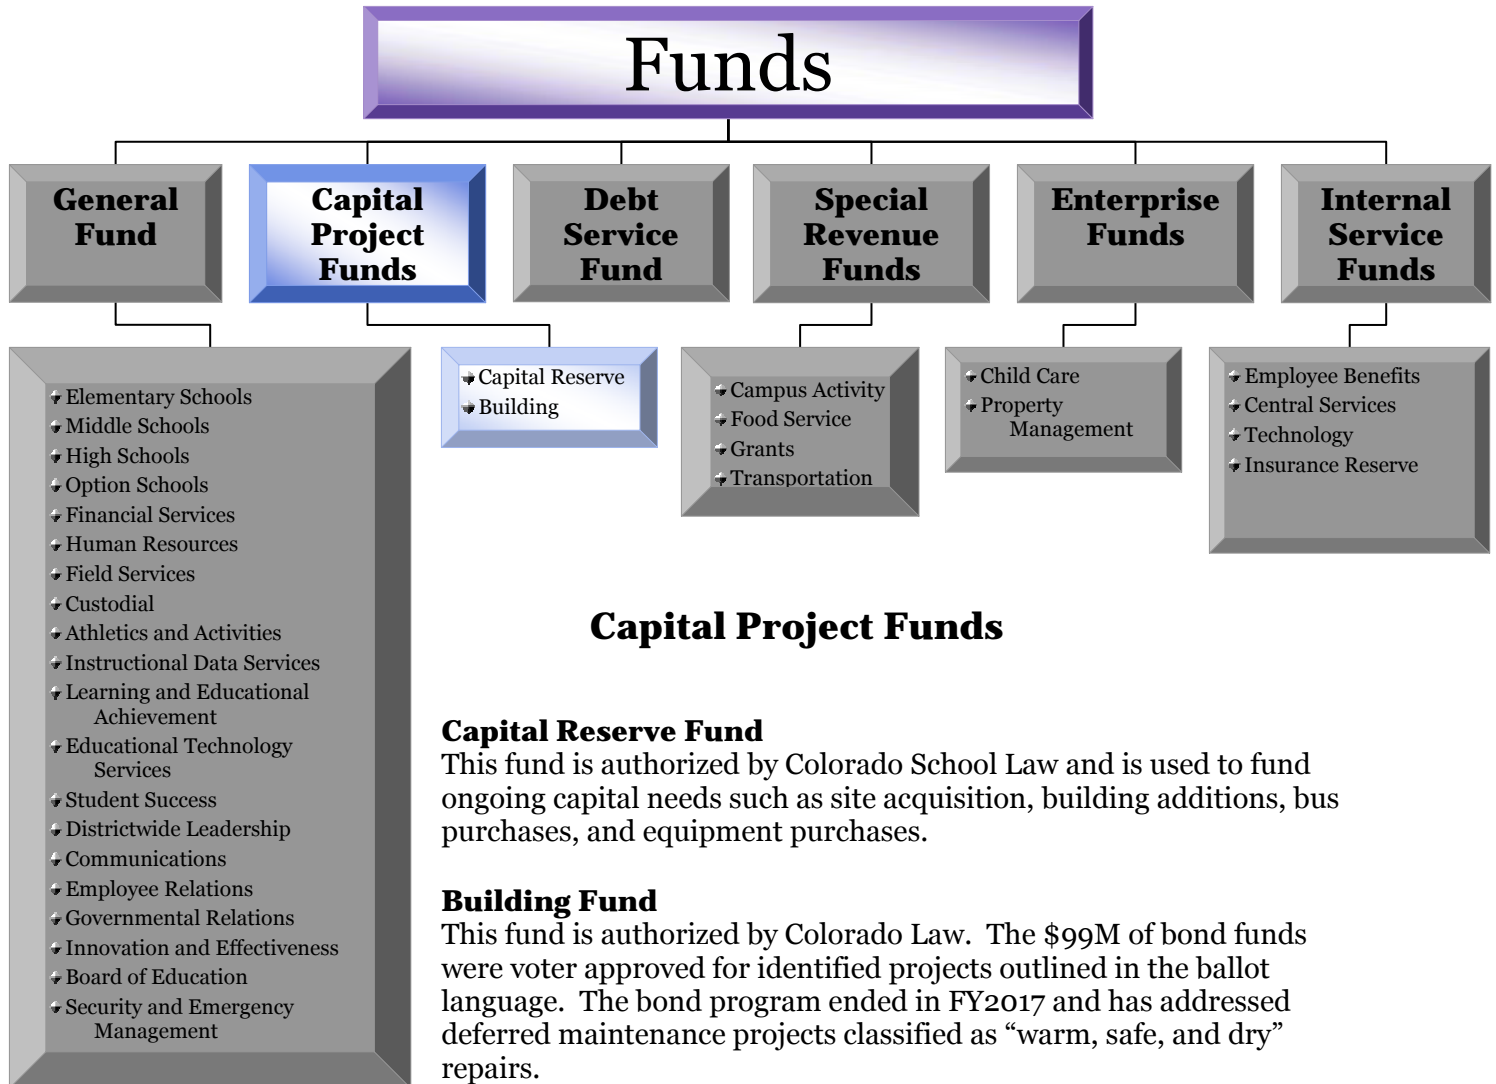 Funds
General
Fund
Capital
Project
Funds
Debt
Service
Fund
Special
Revenue
Funds
Enterprise
Funds
Internal
Service
Funds
Elementary Schools
Middle Schools
High Schools
Option Schools
Financial Services
Human Resources
Field Services
Custodial
Athletics and Activities
Instructional Data Services
Learning and Educational
Achievement
Educational Technology
Services
Student Success
Districtwide Leadership
Communications
Employee Relations
Governmental Relations
Innovation and Effectiveness
Board of Education
Security and Emergency
Management
Capital Reserve
Building
Campus Activity
Food Service
Grants
Transportation
Child Care
Property
Management
Employee Benefits
Central Services
Technology
Insurance Reserve
Capital Project Funds
Capital Reserve Fund
This fund is authorized by Colorado School Law and is used to fund
ongoing capital needs such as site acquisition, building additions, bus
purchases, and equipment purchases.
Building Fund
This fund is authorized by Colorado Law.  The $99M of bond funds
were voter approved for identified projects outlined in the ballot
language.  The bond program ended in FY2017 and has addressed
deferred maintenance projects classified as “warm, safe, and dry”
repairs.